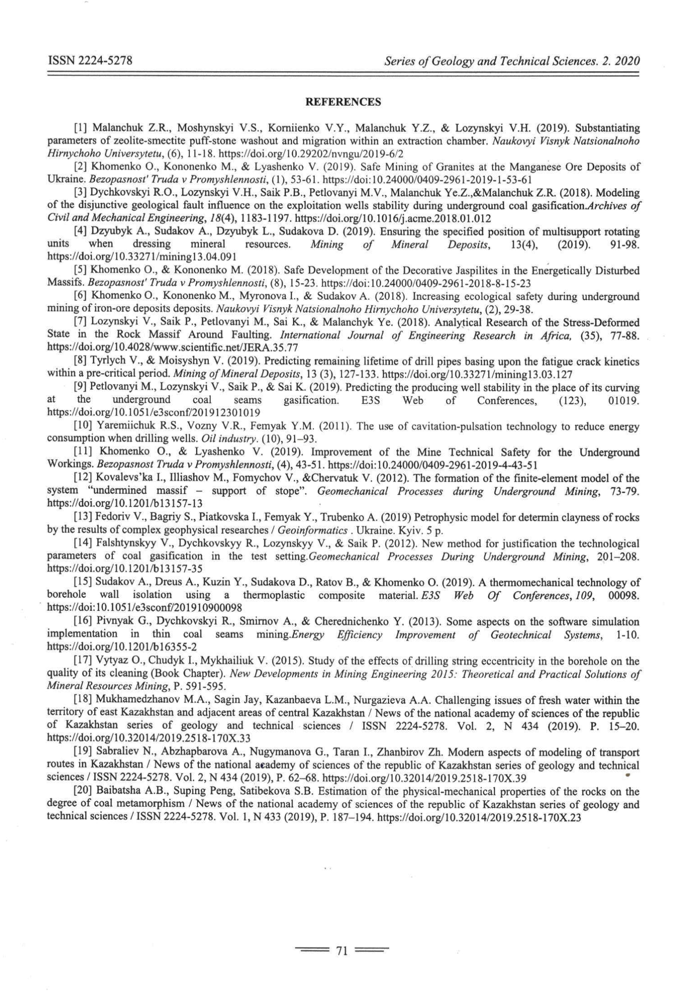 ISSN 2224-5278 Series of Geology and Technical Sciences. 2. 2020
REFERENCES
[1] Malanchuk Z.R., Moshynskyi V.S., Korniienko V.Y., Malanchuk Y.Z., & Lozynskyi V.H. (2019). Substantiating
parameters of zeolite-smectite puff-stone washout and migration within an extraction chamber. Naukovyi Visnyk Natsionalnoho
Hirnychoho Universytetu, (6), 11-18. https://doi.org/10.29202/nvngu/2019-6/2
[2] Khomenko O., Kononenko M., & Lyashenko V. (2019). Safe Mining of Granites at the Manganese Ore Deposits of
Ukraine. Bezopasnost' Truda v Promyshlennosti, (1), 53-61. https://doi:10.24000/0409-2961-2019-1-53-61
[3] Dychkovskyi R.O., Lozynskyi V.H., Saik P.B., Petlovanyi M.V., Malanchuk Ye.Z.,&Malanchuk Z.R. (2018). Modeling
of the disjunctive geological fault influence on the exploitation wells stability during underground coal gasification.Archives of
Civil and Mechanical Engineering, 18(4), 1183-1197. https://doi.org/10.1016/j.acme.2018.01.012
[4] Dzyubyk A., Sudakov A., Dzyubyk L., Sudakova D. (2019). Ensuring the specified position of multisupport rotating
units when dressing mineral resources. Mining of Mineral Deposits, 13(4), (2019). 91-98.
https://doi.org/10.33271/mining13.04.091
[5] Khomenko O., & Kononenko M. (2018). Safe Development of the Decorative Jaspilites in the Energetically Disturbed
Massifs. Bezopasnost' Truda v Promyshlennosti, (8), 15-23. https://doi:10.24000/0409-2961-2018-8-15-23
[6] Khomenko O., Kononenko M., Myronova I., & Sudakov A. (2018). Increasing ecological safety during underground
mining of iron-ore deposits deposits. Naukovyi Visnyk Natsionalnoho Hirnychoho Universytetu, (2), 29-38.
[7] Lozynskyi V., Saik P., Petlovanyi M., Sai K., & Malanchyk Ye. (2018). Analytical Research of the Stress-Deformed
State in the Rock Massif Around Faulting. International Journal of Engineering Research in Africa, (35), 77-88.
https://doi.org/10.4028/www.scientific.net/JERA.35.77
[8] Tyrlych V., & Moisyshyn V. (2019). Predicting remaining lifetime of drill pipes basing upon the fatigue crack kinetics
within a pre-critical period. Mining of Mineral Deposits, 13 (3), 127-133. https://doi.org/10.33271/mining13.03.127
[9] Petlovanyi M., Lozynskyi V., Saik P., & Sai K. (2019). Predicting the producing well stability in the place of its curving
at the underground coal seams gasification. E3S Web of Conferences, (123), 01019.
https://doi.org/10.1051/e3sconf/201912301019
[10] Yaremiichuk R.S., Vozny V.R., Femyak Y.M. (2011). The use of cavitation-pulsation technology to reduce energy
consumption when drilling wells. Oil industry. (10), 91–93.
[11] Khomenko O., & Lyashenko V. (2019). Improvement of the Mine Technical Safety for the Underground
Workings. Bezopasnost Truda v Promyshlennosti, (4), 43-51. https://doi:10.24000/0409-2961-2019-4-43-51
[12] Kovalevs’ka I., Illiashov M., Fomychov V., &Chervatuk V. (2012). The formation of the finite-element model of the
system “undermined massif – support of stope”. Geomechanical Processes during Underground Mining, 73-79.
https://doi.org/10.1201/b13157-13
[13] Fedoriv V., Bagriy S., Piatkovska I., Femyak Y., Trubenko A. (2019) Petrophysic model for determin clayness of rocks
by the results of complex geophysical researches / Geoinformatics . Ukraine. Kyiv. 5 p.
[14] Falshtynskyy V., Dychkovskyy R., Lozynskyy V., & Saik P. (2012). New method for justification the technological
parameters of coal gasification in the test setting.Geomechanical Processes During Underground Mining, 201–208.
https://doi.org/10.1201/b13157-35
[15] Sudakov A., Dreus A., Kuzin Y., Sudakova D., Ratov B., & Khomenko O. (2019). A thermomechanical technology of
borehole wall isolation using a thermoplastic composite material. E3S Web Of Conferences, 109, 00098.
https://doi:10.1051/e3sconf/201910900098
[16] Pivnyak G., Dychkovskyi R., Smirnov A., & Cherednichenko Y. (2013). Some aspects on the software simulation
implementation in thin coal seams mining.Energy Efficiency Improvement of Geotechnical Systems, 1-10.
https://doi.org/10.1201/b16355-2
[17] Vytyaz O., Chudyk I., Mykhailiuk V. (2015). Study of the effects of drilling string eccentricity in the borehole on the
quality of its cleaning (Book Chapter). New Developments in Mining Engineering 2015: Theoretical and Practical Solutions of
Mineral Resources Mining, P. 591-595.
[18] Mukhamedzhanov M.A., Sagin Jay, Kazanbaeva L.M., Nurgazieva A.A. Challenging issues of fresh water within the
territory of east Kazakhstan and adjacent areas of central Kazakhstan / News of the national academy of sciences of the republic
of Kazakhstan series of geology and technical sciences / ISSN 2224-5278. Vol. 2, N 434 (2019). P. 15–20.
https://doi.org/10.32014/2019.2518-170X.33
[19] Sabraliev N., Abzhapbarova A., Nugymanova G., Taran I., Zhanbirov Zh. Modern aspects of modeling of transport
routes in Kazakhstan / News of the national academy of sciences of the republic of Kazakhstan series of geology and technical
sciences / ISSN 2224-5278. Vol. 2, N 434 (2019), P. 62–68. https://doi.org/10.32014/2019.2518-170X.39
[20] Baibatsha A.B., Suping Peng, Satibekova S.B. Estimation of the physical-mechanical properties of the rocks on the
degree of coal metamorphism / News of the national academy of sciences of the republic of Kazakhstan series of geology and
technical sciences / ISSN 2224-5278. Vol. 1, N 433 (2019), P. 187–194. https://doi.org/10.32014/2019.2518-170X.23
71